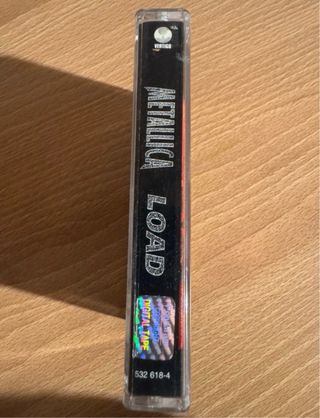 VERTIGO
METALLICA
LOAD
DIGITAL TAPE
532 618-4